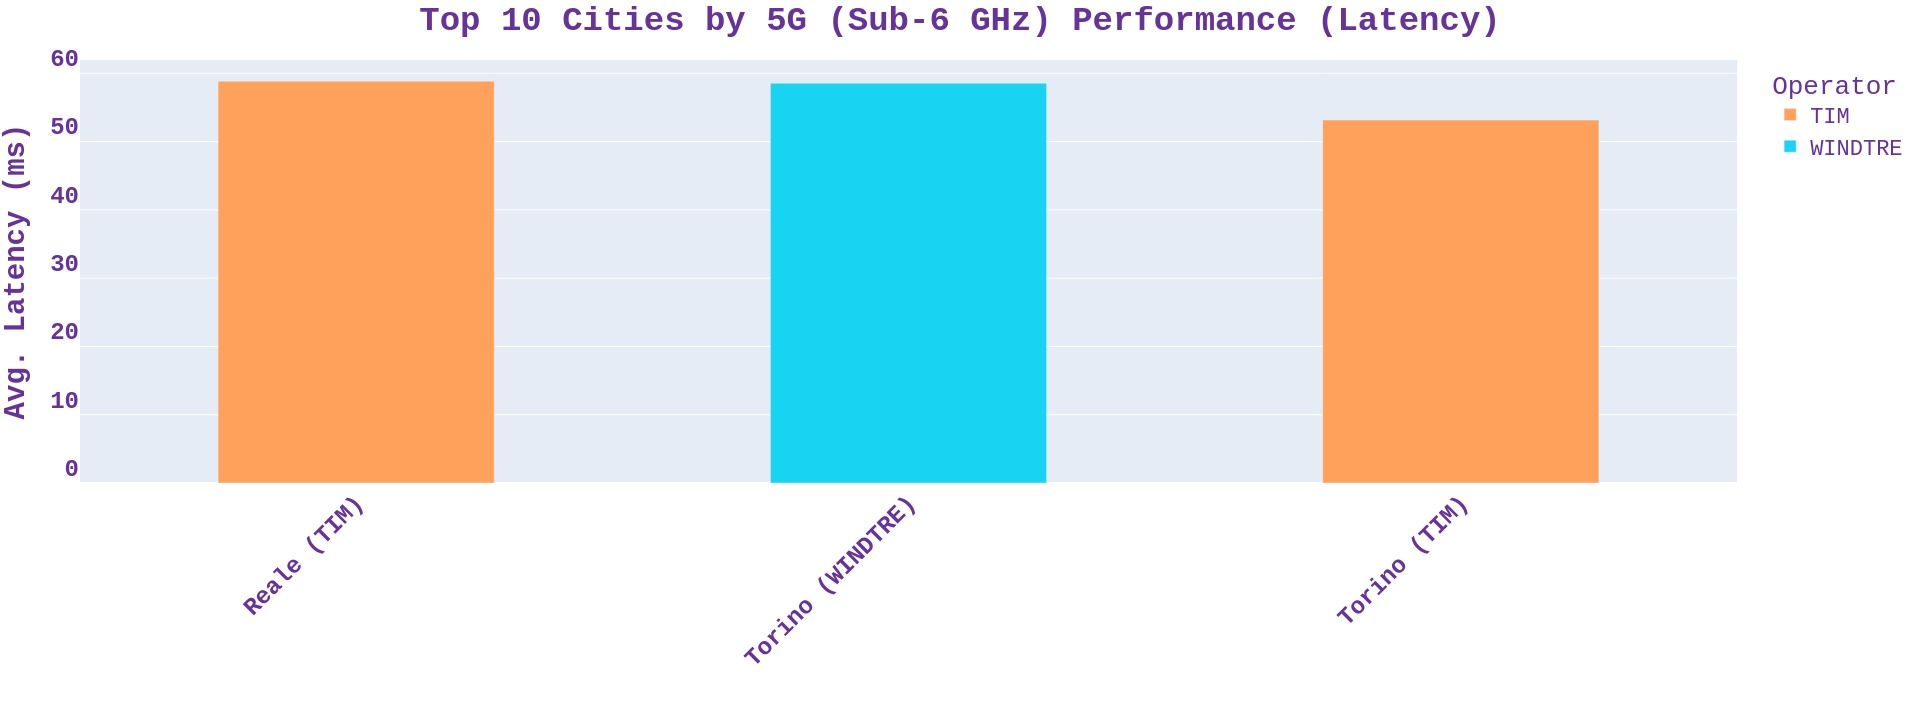 Top 10 Cities by 5G (Sub-6 GHz) Performance (Latency)
Avg. Latency (ms)
60
50
40
30
20
10
0
Reale (TIM)
Torino (WINDTRE)
Torino (TIM)
Operator
TIM
WINDTRE